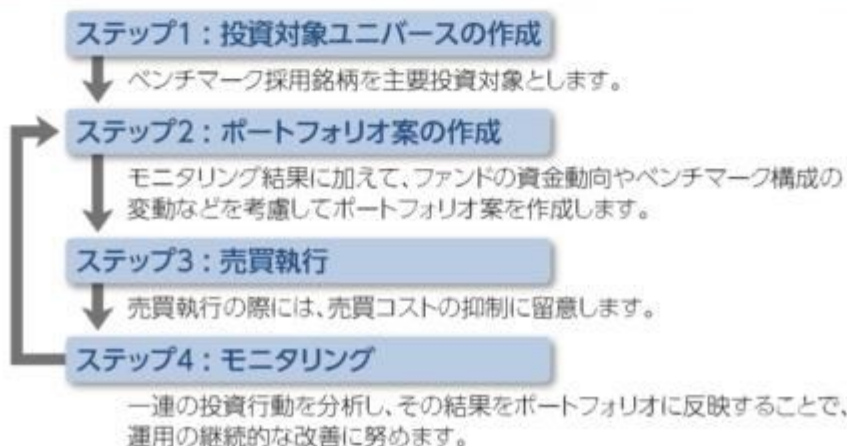 ステップ1：投資対象ユニバースの作成
ベンチマーク採用銘柄を主要投資対象とします。
ステップ2：ポートフォリオ案の作成
モニタリング結果に加えて、ファンドの資金動向やベンチマーク構成の
変動などを考慮してポートフォリオ案を作成します。
ステップ3：売買執行
売買執行の際には、売買コストの抑制に留意します。
ステップ4：モニタリング
一連の投資行動を分析し、その結果をポートフォリオに反映することで、
運用の継続的な改善に努めます。